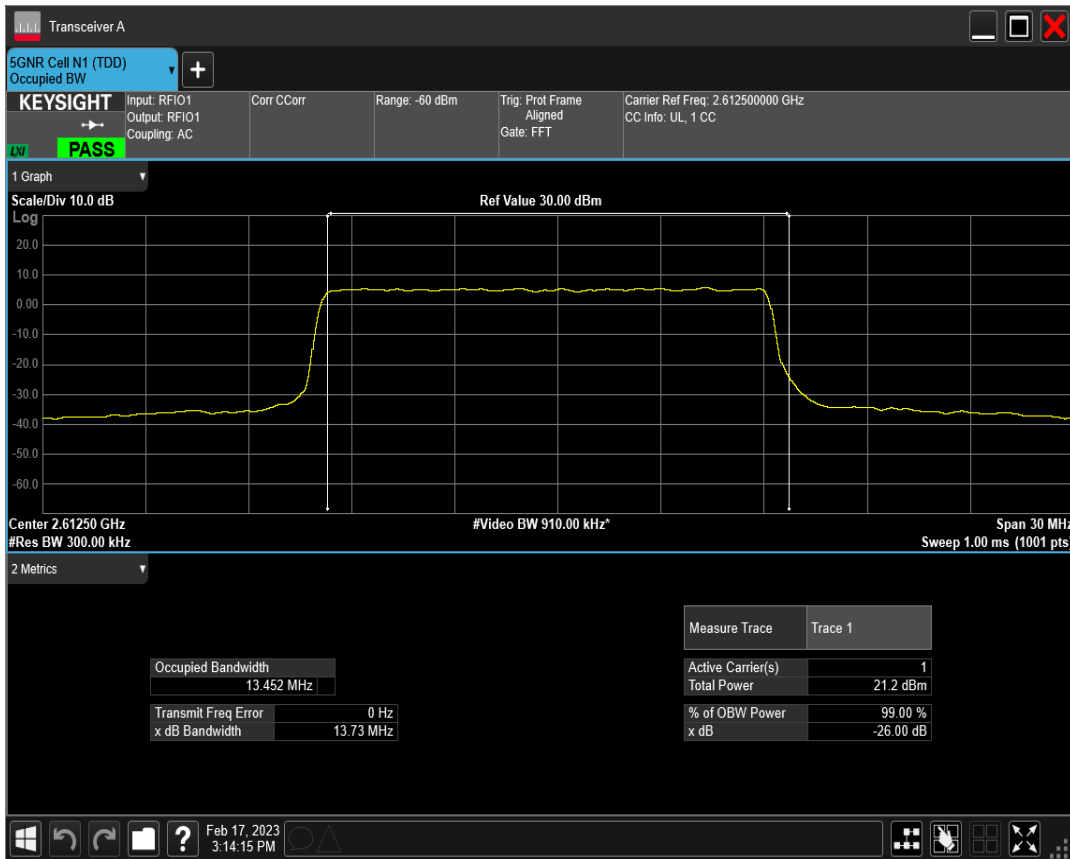 Transceiver A
5GNR Cell N1 (TDD)
Occupied BW
KEYSIGHT
LXI
PASS
Input: RFIO1
Output: RFIO1
Coupling: AC
Corr CCorr
Range: -60 dBm
Trig: Prot Frame
Aligned
Gate: FFT
Carrier Ref Freq: 2.612500000 GHz
CC Info: UL, 1 CC
1 Graph
Scale/Div 10.0 dB
Ref Value 30.00 dBm
Log
20.0
10.0
0.00
-10.0
-20.0
-30.0
-40.0
-50.0
-60.0
Center 2.61250 GHz
#Video BW 910.00 kHz*
Span 30 MHz
#Res BW 300.00 kHz
Sweep 1.00 ms (1001 pts)
2 Metrics
Measure Trace Trace 1
Occupied Bandwidth
13.452 MHz
Active Carrier(s) 1
Total Power 21.2 dBm
Transmit Freq Error 0 Hz
x dB Bandwidth 13.73 MHz
% of OBW Power 99.00 %
x dB -26.00 dB
Feb 17, 2023
3:14:15 PM